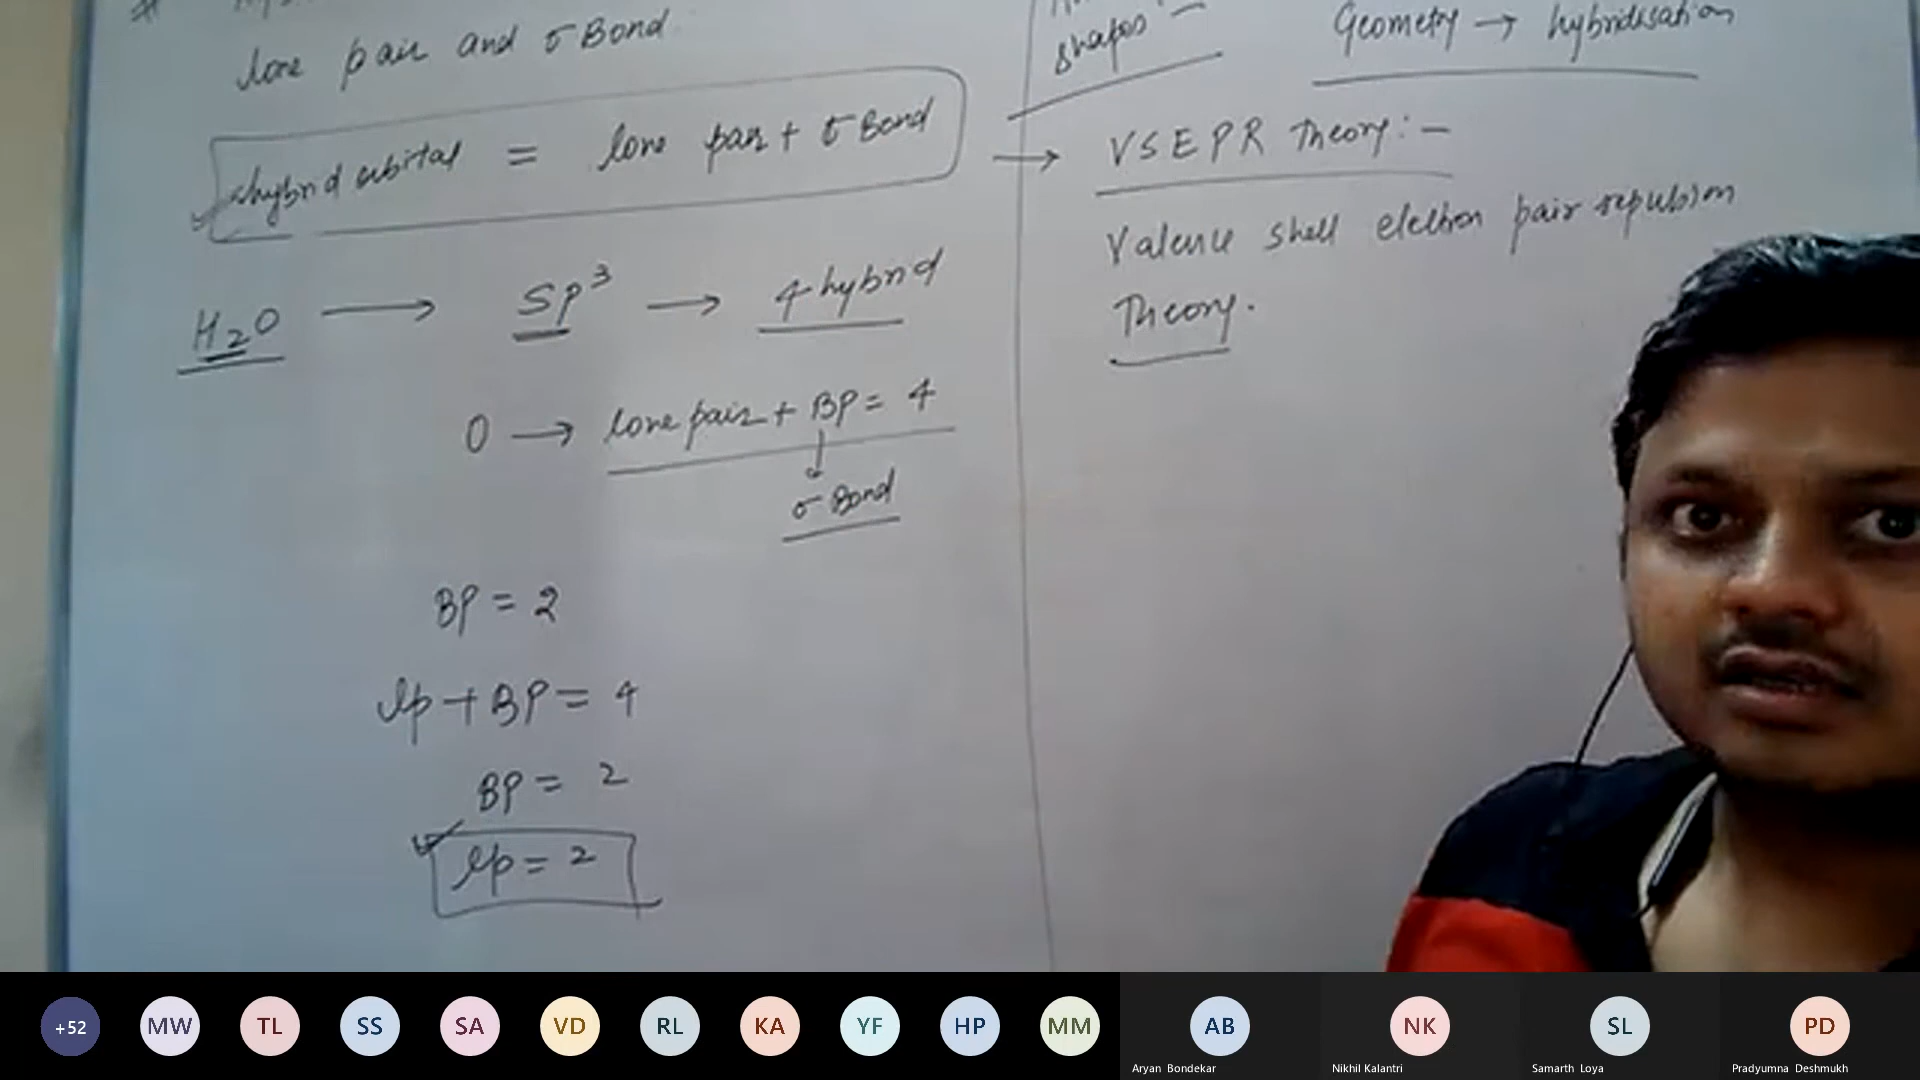 lone pair and σ Bond
hybrid orbital = lone pair + σ Bond
H2O → sp³ → 4 hybrid
O → lone pair + BP = 4
σ Bond
BP = 2
lp + BP = 4
BP = 2
lp = 2
shapes :-
Geometry → hybridisation
→ VSEPR Theory :-
Valence shell electron pair repulsion
Theory.
+52 MW TL SS SA VD RL KA YF HP MM AB NK SL PD
Aryan Bondekar Nikhil Kalantri Samarth Loya Pradyumna Deshmukh